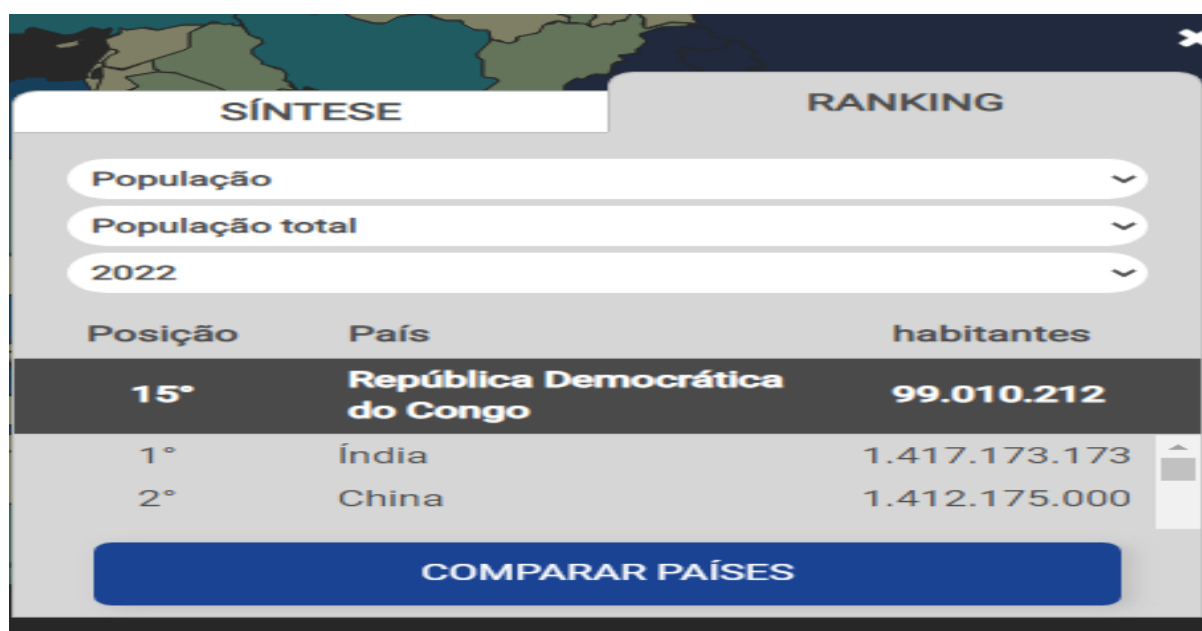 SÍNTESE RANKING
População
População total
2022
Posição País habitantes
15° República Democrática do Congo 99.010.212
1° Índia 1.417.173.173
2° China 1.412.175.000
COMPARAR PAÍSES